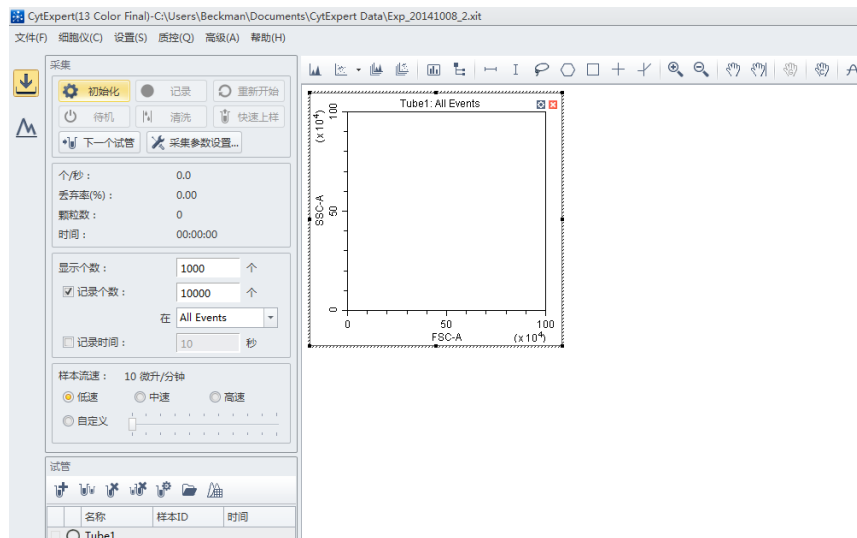 CytExpert(13 Color Final)-C:\Users\Beckman\Documents\CytExpert Data\Exp_20141008_2.xit
文件(F) 细胞仪(C) 设置(S) 质控(Q) 高级(A) 帮助(H)
采集
初始化 记录 重新开始
待机 清洗 快速上样
下一个试管 采集参数设置...
个/秒: 0.0
丢弃率(%): 0.00
颗粒数: 0
时间: 00:00:00
显示个数: 1000 个
记录个数: 10000 个
在 All Events
记录时间: 10 秒
样本流速: 10 微升/分钟
低速 中速 高速
自定义
试管
名称 样本ID 时间
Tube1
Tube1: All Events
100
(x10⁴)
SSC-A
50
0
0 50 100
FSC-A (x10⁴)